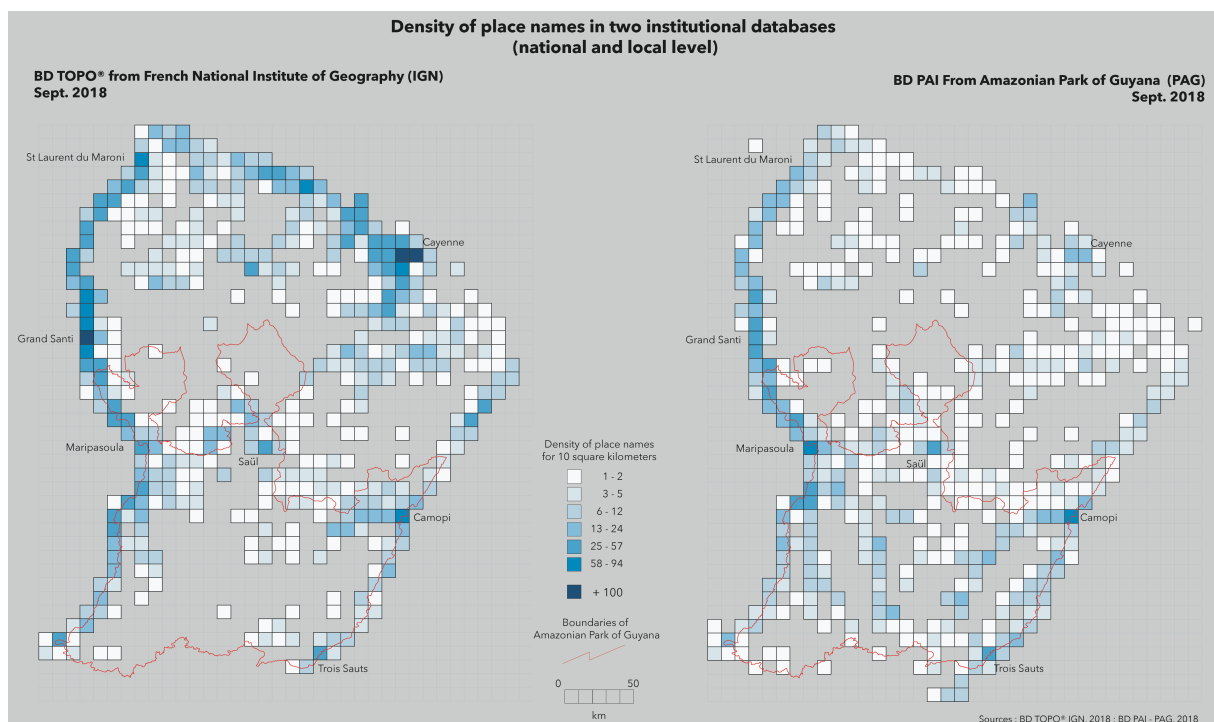 Density of place names in two institutional databases
(national and local level)
BD TOPO® from French National Institute of Geography (IGN)
Sept. 2018
BD PAI From Amazonian Park of Guyana (PAG)
Sept. 2018
St Laurent du Maroni
Cayenne
Grand Santi
Maripasoula
Saül
Camopi
Trois Sauts
Density of place names
for 10 square kilometers
1 - 2
3 - 5
6 - 12
13 - 24
25 - 57
58 - 94
+ 100
Boundaries of
Amazonian Park of Guyana
0 50
km
St Laurent du Maroni
Cayenne
Grand Santi
Maripasoula
Saül
Camopi
Trois Sauts
Sources : BD TOPO® IGN, 2018 ; BD PAI - PAG, 2018